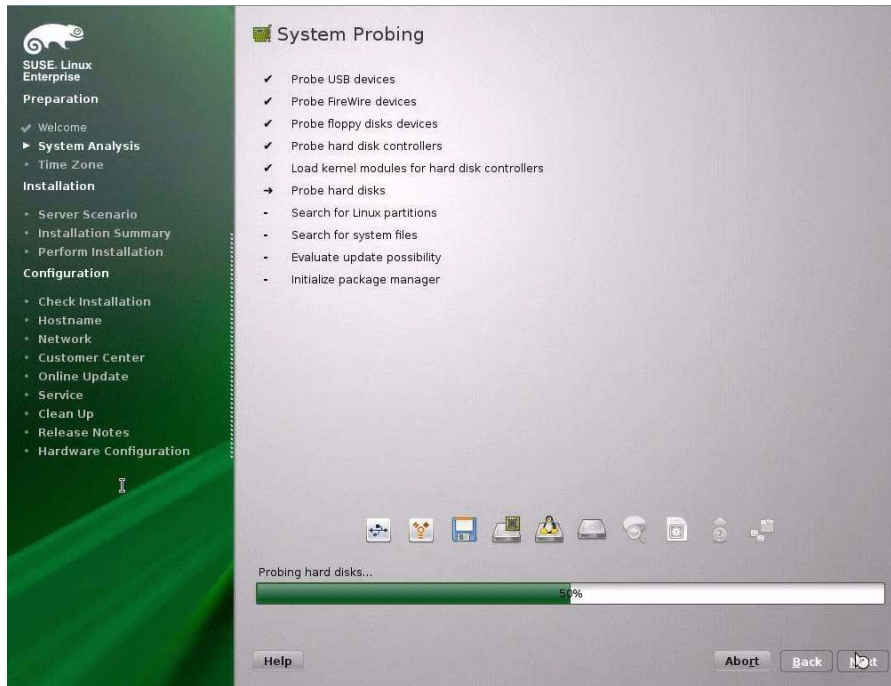 SUSE. Linux
Enterprise
Preparation
Welcome
System Analysis
Time Zone
Installation
Server Scenario
Installation Summary
Perform Installation
Configuration
Check Installation
Hostname
Network
Customer Center
Online Update
Service
Clean Up
Release Notes
Hardware Configuration
System Probing
✔ Probe USB devices
✔ Probe FireWire devices
✔ Probe floppy disks devices
✔ Probe hard disk controllers
✔ Load kernel modules for hard disk controllers
➔ Probe hard disks
- Search for Linux partitions
- Search for system files
- Evaluate update possibility
- Initialize package manager
Probing hard disks...
50%
Help
Abort
Back